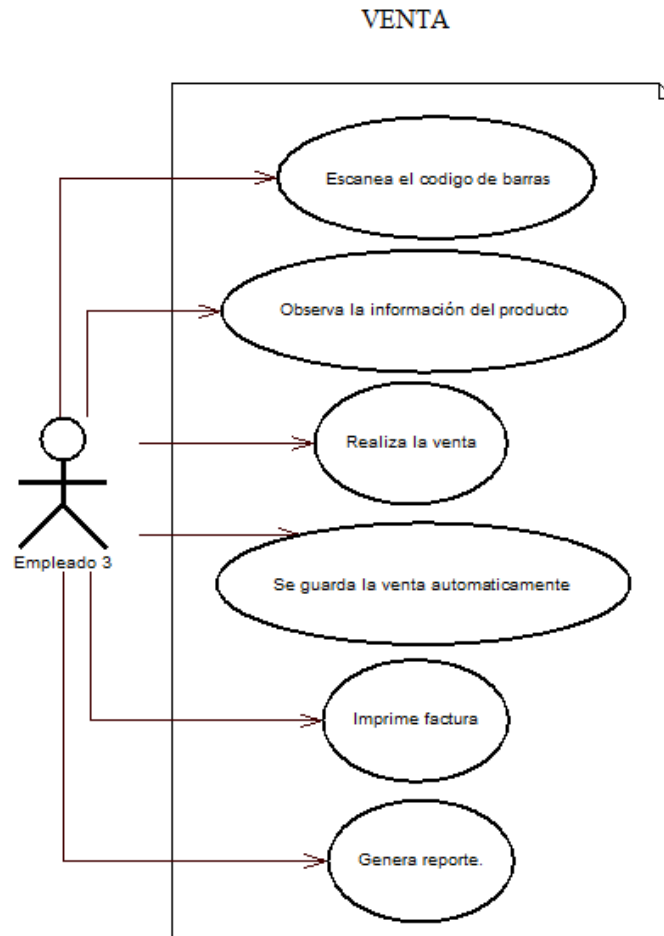 VENTA
Escanea el codigo de barras
Observa la información del producto
Realiza la venta
Empleado 3
Se guarda la venta automaticamente
Imprime factura
Genera reporte.